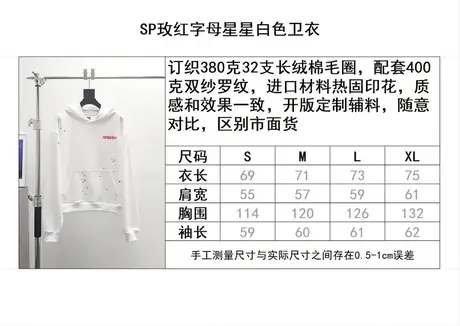 SP玫红字母星星白色卫衣
订织380克32支长绒棉毛圈，配套400
克双纱罗纹，进口材料热固印花，质
感和效果一致，开版定制辅料，随意
对比，区别市面货
尺码 S M L XL
衣长 69 71 73 75
肩宽 55 57 59 61
胸围 114 120 126 132
袖长 59 60 61 62
手工测量尺寸与实际尺寸之间存在0.5-1cm误差